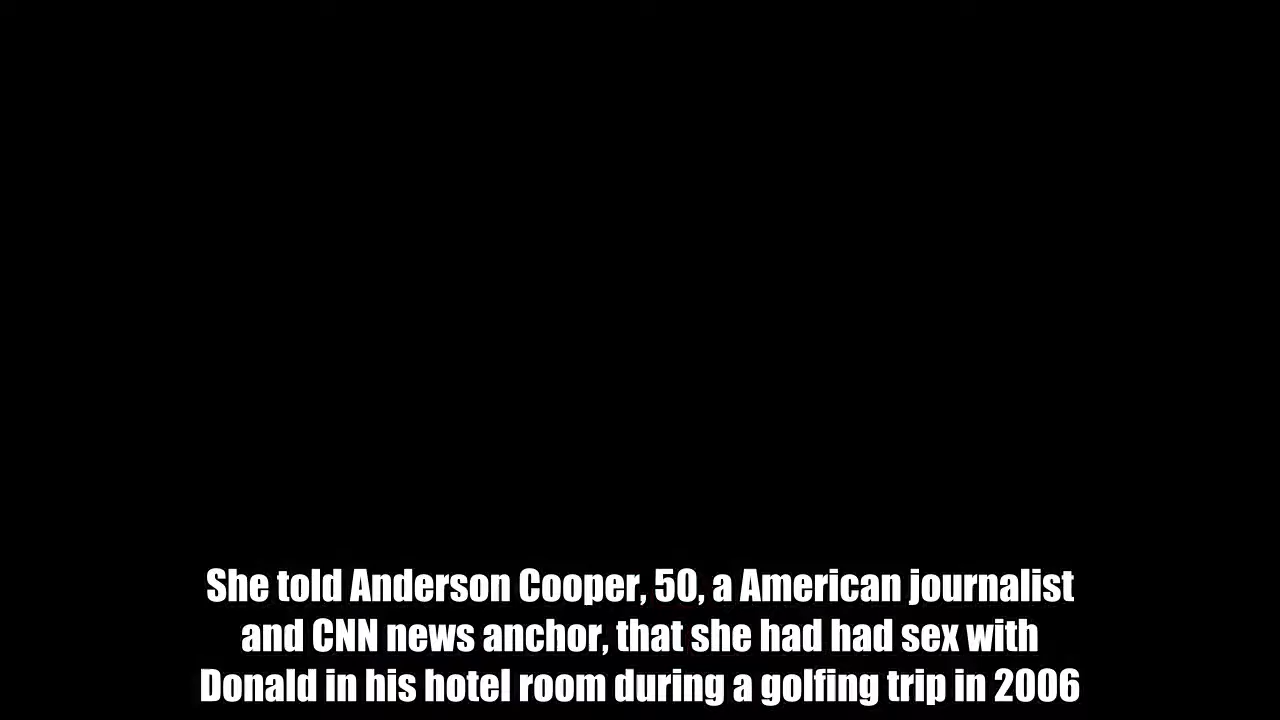 She told Anderson Cooper, 50, a American journalist
and CNN news anchor, that she had had sex with
Donald in his hotel room during a golfing trip in 2006